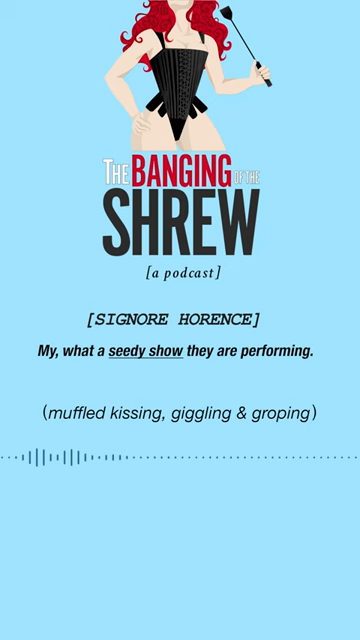 The BANGING OF THE
SHREW
[a podcast]
[SIGNORE HORENCE]
My, what a seedy show they are performing.
(muffled kissing, giggling & groping)